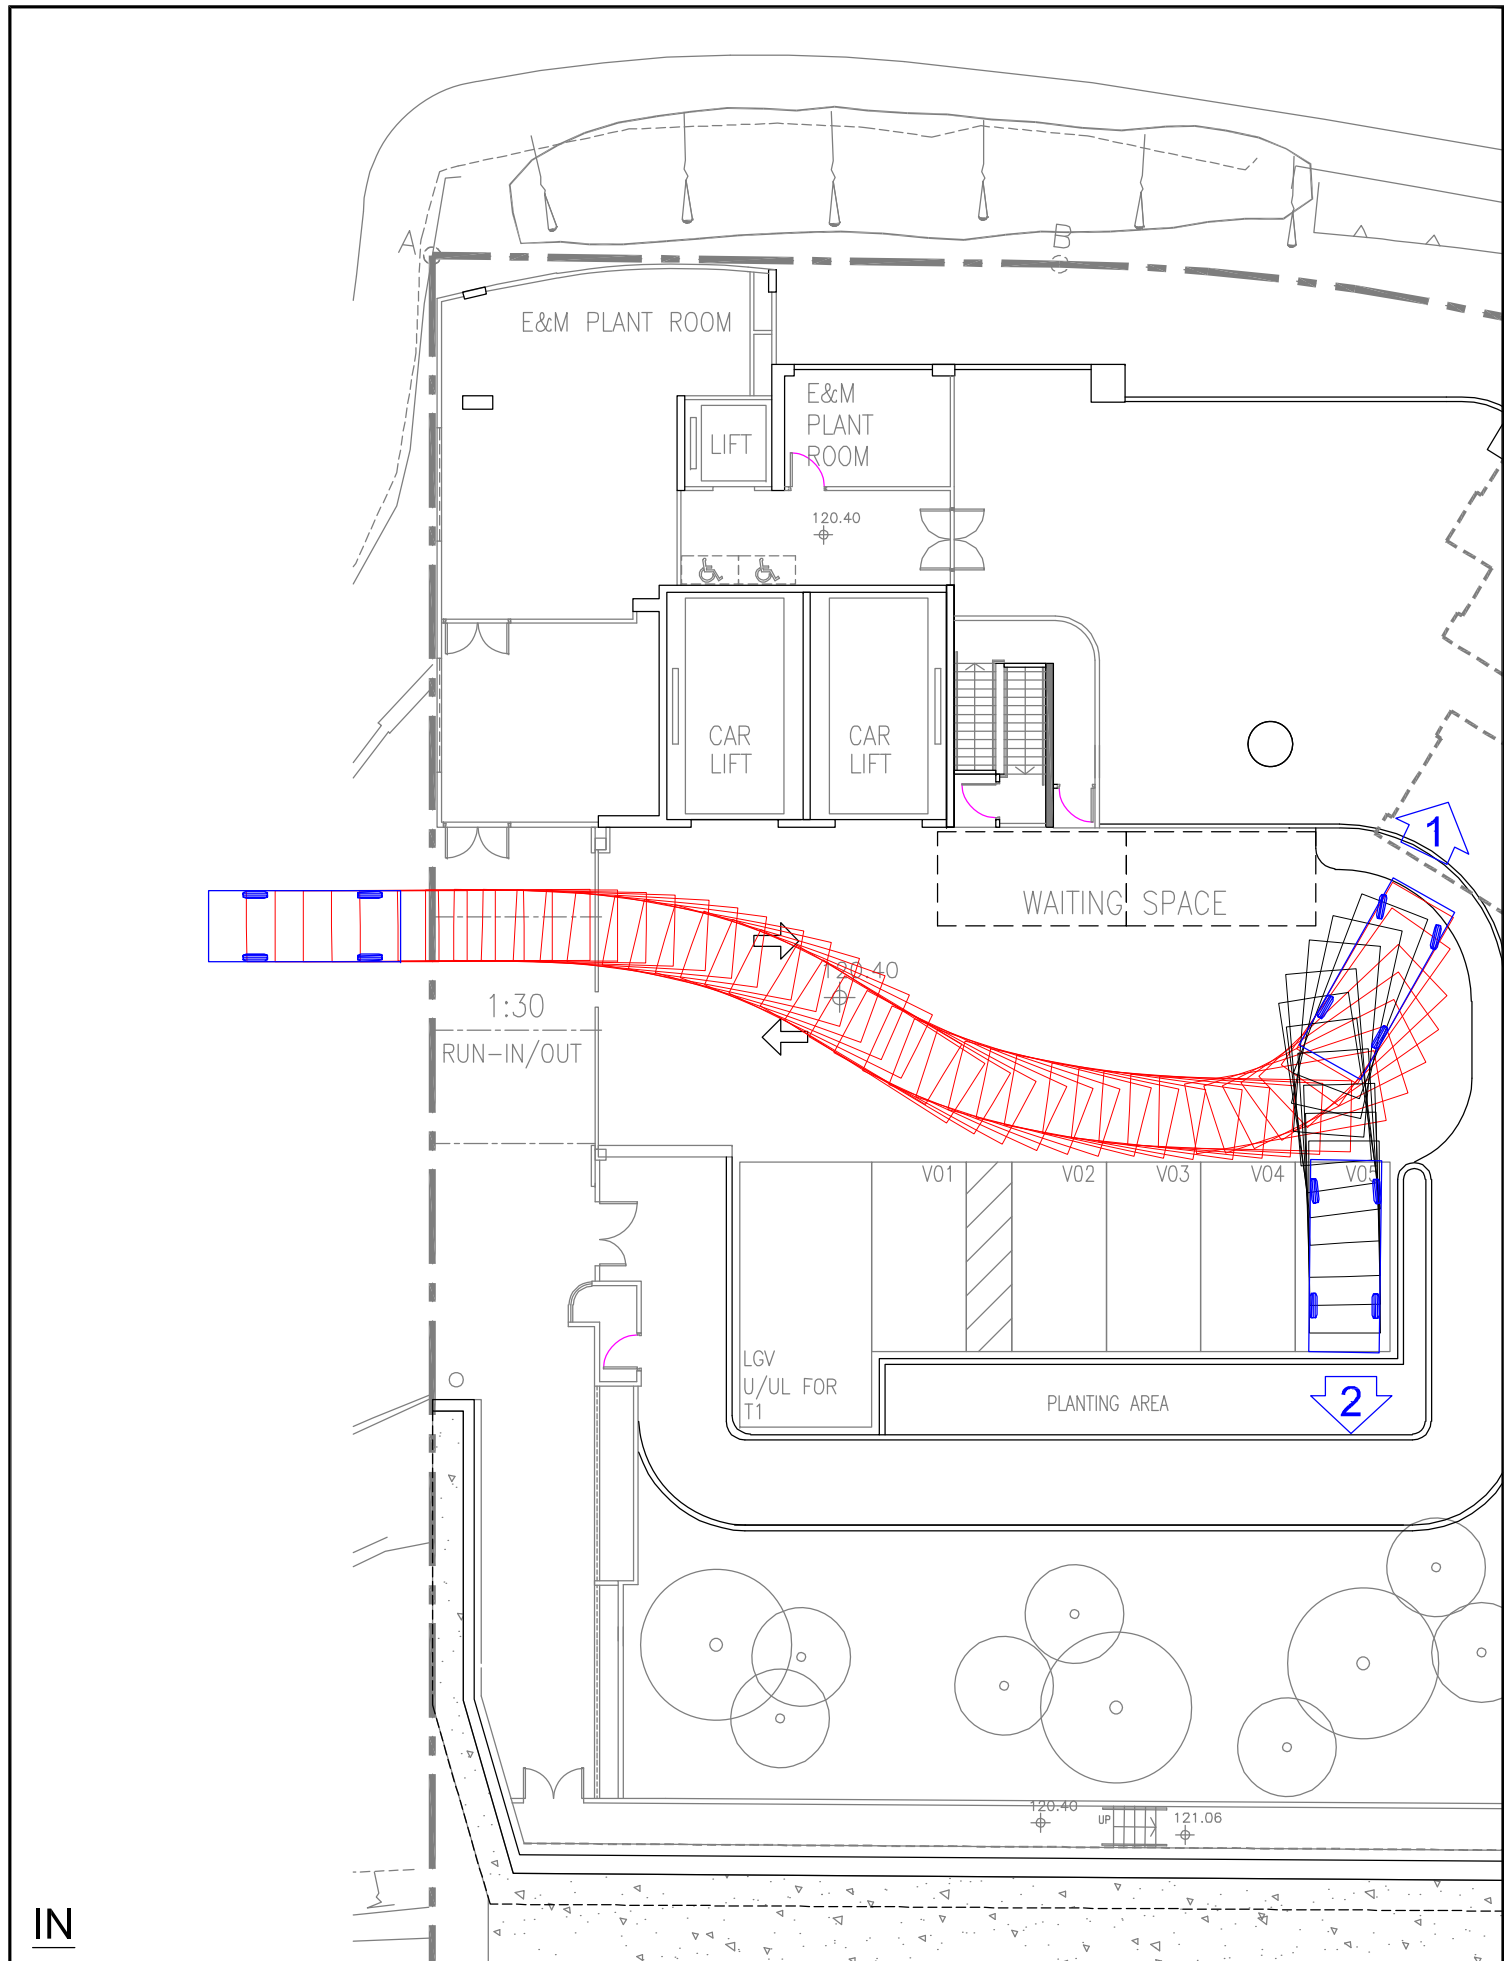 A
B
E&M PLANT ROOM
E&M
PLANT
ROOM
LIFT
120.40
CAR
LIFT
CAR
LIFT
1
WAITING SPACE
120.40
1:30
RUN-IN/OUT
V01
V02
V03
V04
V05
LGV
U/UL FOR
T1
PLANTING AREA
2
120.40
UP
121.06
IN